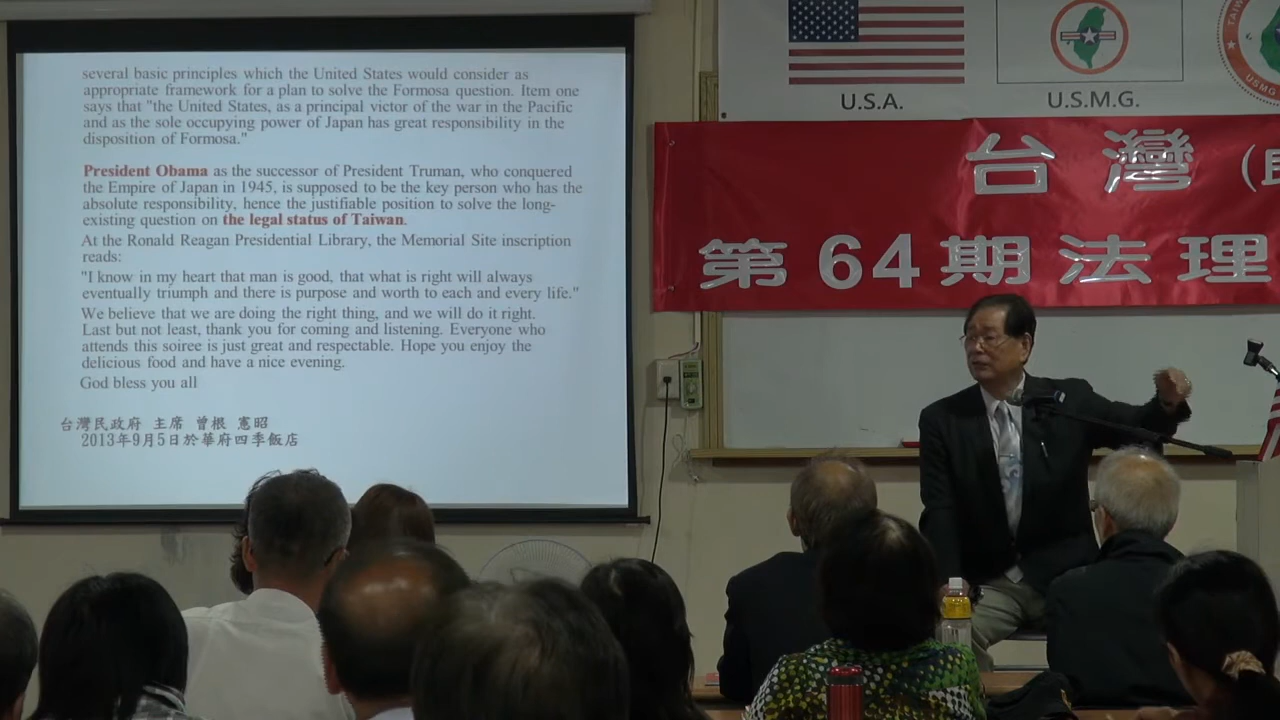 several basic principles which the United States would consider as
appropriate framework for a plan to solve the Formosa question. Item one
says that "the United States, as a principal victor of the war in the Pacific
and as the sole occupying power of Japan has great responsibility in the
disposition of Formosa."
President Obama as the successor of President Truman, who conquered
the Empire of Japan in 1945, is supposed to be the key person who has the
absolute responsibility, hence the justifiable position to solve the long-
existing question on the legal status of Taiwan.
At the Ronald Reagan Presidential Library, the Memorial Site inscription
reads:
"I know in my heart that man is good, that what is right will always
eventually triumph and there is purpose and worth to each and every life."
We believe that we are doing the right thing, and we will do it right.
Last but not least, thank you for coming and listening. Everyone who
attends this soiree is just great and respectable. Hope you enjoy the
delicious food and have a nice evening.
God bless you all
台灣民政府 主席 曾根 憲昭
2013年9月5日於華府四季飯店
U.S.A.
U.S.M.G.
TAIW
USMG
台灣(
第64期法理